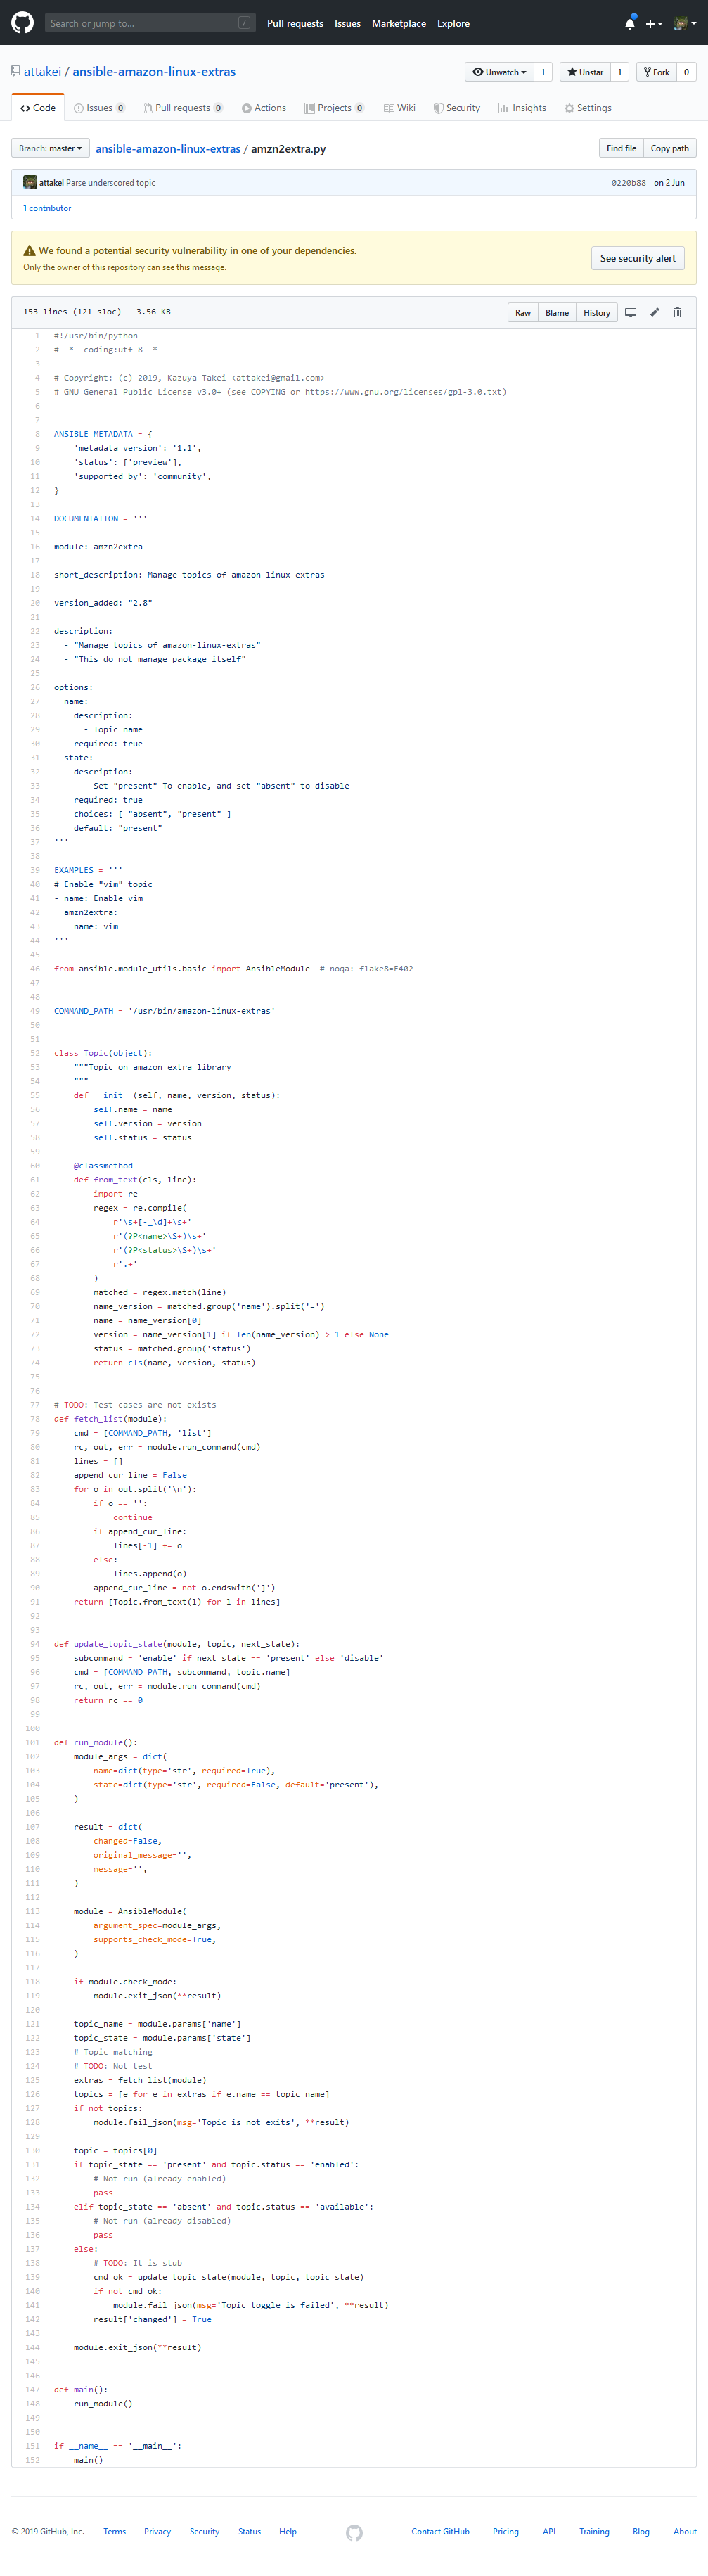 Search or jump to... /
Pull requests Issues Marketplace Explore
attakei / ansible-amazon-linux-extras
Unwatch 1 Unstar 1 Fork 0
Code Issues 0 Pull requests 0 Actions Projects 0 Wiki Security Insights Settings
Branch: master ansible-amazon-linux-extras / amzn2extra.py Find file Copy path
attakei Parse underscored topic 0220b88 on 2 Jun
1 contributor
We found a potential security vulnerability in one of your dependencies.
Only the owner of this repository can see this message.
See security alert
153 lines (121 sloc) 3.56 KB Raw Blame History
1 #!/usr/bin/python
2 # -*- coding:utf-8 -*-
3
4 # Copyright: (c) 2019, Kazuya Takei <attakei@gmail.com>
5 # GNU General Public License v3.0+ (see COPYING or https://www.gnu.org/licenses/gpl-3.0.txt)
6
7
8 ANSIBLE_METADATA = {
9     'metadata_version': '1.1',
10     'status': ['preview'],
11     'supported_by': 'community',
12 }
13
14 DOCUMENTATION = '''
15 ---
16 module: amzn2extra
17
18 short_description: Manage topics of amazon-linux-extras
19
20 version_added: "2.8"
21
22 description:
23   - "Manage topics of amazon-linux-extras"
24   - "This do not manage package itself"
25
26 options:
27   name:
28     description:
29       - Topic name
30     required: true
31   state:
32     description:
33       - Set "present" To enable, and set "absent" to disable
34     required: true
35     choices: [ "absent", "present" ]
36     default: "present"
37 '''
38
39 EXAMPLES = '''
40 # Enable "vim" topic
41 - name: Enable vim
42   amzn2extra:
43     name: vim
44 '''
45
46 from ansible.module_utils.basic import AnsibleModule  # noqa: flake8=E402
47
48
49 COMMAND_PATH = '/usr/bin/amazon-linux-extras'
50
51
52 class Topic(object):
53     """Topic on amazon extra library
54     """
55     def __init__(self, name, version, status):
56         self.name = name
57         self.version = version
58         self.status = status
59
60     @classmethod
61     def from_text(cls, line):
62         import re
63         regex = re.compile(
64             r'\s+[-_\d]+\s+'
65             r'(?P<name>\S+)\s+'
66             r'(?P<status>\S+)\s+'
67             r'.+'
68         )
69         matched = regex.match(line)
70         name_version = matched.group('name').split('=')
71         name = name_version[0]
72         version = name_version[1] if len(name_version) > 1 else None
73         status = matched.group('status')
74         return cls(name, version, status)
75
76
77 # TODO: Test cases are not exists
78 def fetch_list(module):
79     cmd = [COMMAND_PATH, 'list']
80     rc, out, err = module.run_command(cmd)
81     lines = []
82     append_cur_line = False
83     for o in out.split('\n'):
84         if o == '':
85             continue
86         if append_cur_line:
87             lines[-1] += o
88         else:
89             lines.append(o)
90         append_cur_line = not o.endswith(']')
91     return [Topic.from_text(l) for l in lines]
92
93
94 def update_topic_state(module, topic, next_state):
95     subcommand = 'enable' if next_state == 'present' else 'disable'
96     cmd = [COMMAND_PATH, subcommand, topic.name]
97     rc, out, err = module.run_command(cmd)
98     return rc == 0
99
100
101 def run_module():
102     module_args = dict(
103         name=dict(type='str', required=True),
104         state=dict(type='str', required=False, default='present'),
105     )
106
107     result = dict(
108         changed=False,
109         original_message='',
110         message='',
111     )
112
113     module = AnsibleModule(
114         argument_spec=module_args,
115         supports_check_mode=True,
116     )
117
118     if module.check_mode:
119         module.exit_json(**result)
120
121     topic_name = module.params['name']
122     topic_state = module.params['state']
123     # Topic matching
124     # TODO: Not test
125     extras = fetch_list(module)
126     topics = [e for e in extras if e.name == topic_name]
127     if not topics:
128         module.fail_json(msg='Topic is not exits', **result)
129
130     topic = topics[0]
131     if topic_state == 'present' and topic.status == 'enabled':
132         # Not run (already enabled)
133         pass
134     elif topic_state == 'absent' and topic.status == 'available':
135         # Not run (already disabled)
136         pass
137     else:
138         # TODO: It is stub
139         cmd_ok = update_topic_state(module, topic, topic_state)
140         if not cmd_ok:
141             module.fail_json(msg='Topic toggle is failed', **result)
142         result['changed'] = True
143
144     module.exit_json(**result)
145
146
147 def main():
148     run_module()
149
150
151 if __name__ == '__main__':
152     main()
© 2019 GitHub, Inc. Terms Privacy Security Status Help Contact GitHub Pricing API Training Blog About